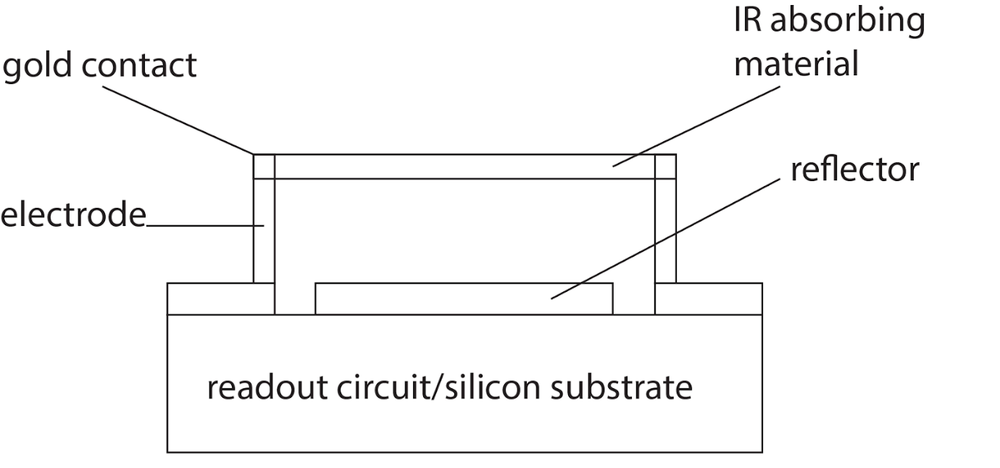 IR absorbing
material
gold contact
reflector
electrode
readout circuit/silicon substrate